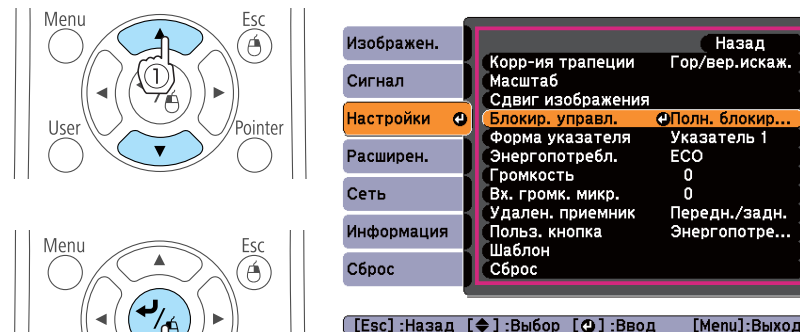 Menu
Esc
1
User
Pointer
Menu
Esc
Изображен.
Сигнал
Настройки
Расширен.
Сеть
Информация
Сброс
Назад
Корр-ия трапеции Гор/вер.искаж.
Масштаб
Сдвиг изображения
Блокир. управл. Полн. блокир...
Форма указателя Указатель 1
Энергопотребл. ECO
Громкость 0
Вх. громк. микр. 0
Удален. приемник Передн./задн.
Польз. кнопка Энергопотре...
Шаблон
Сброс
[Esc]:Назад [◆]:Выбор [⏎]:Ввод [Menu]:Выход